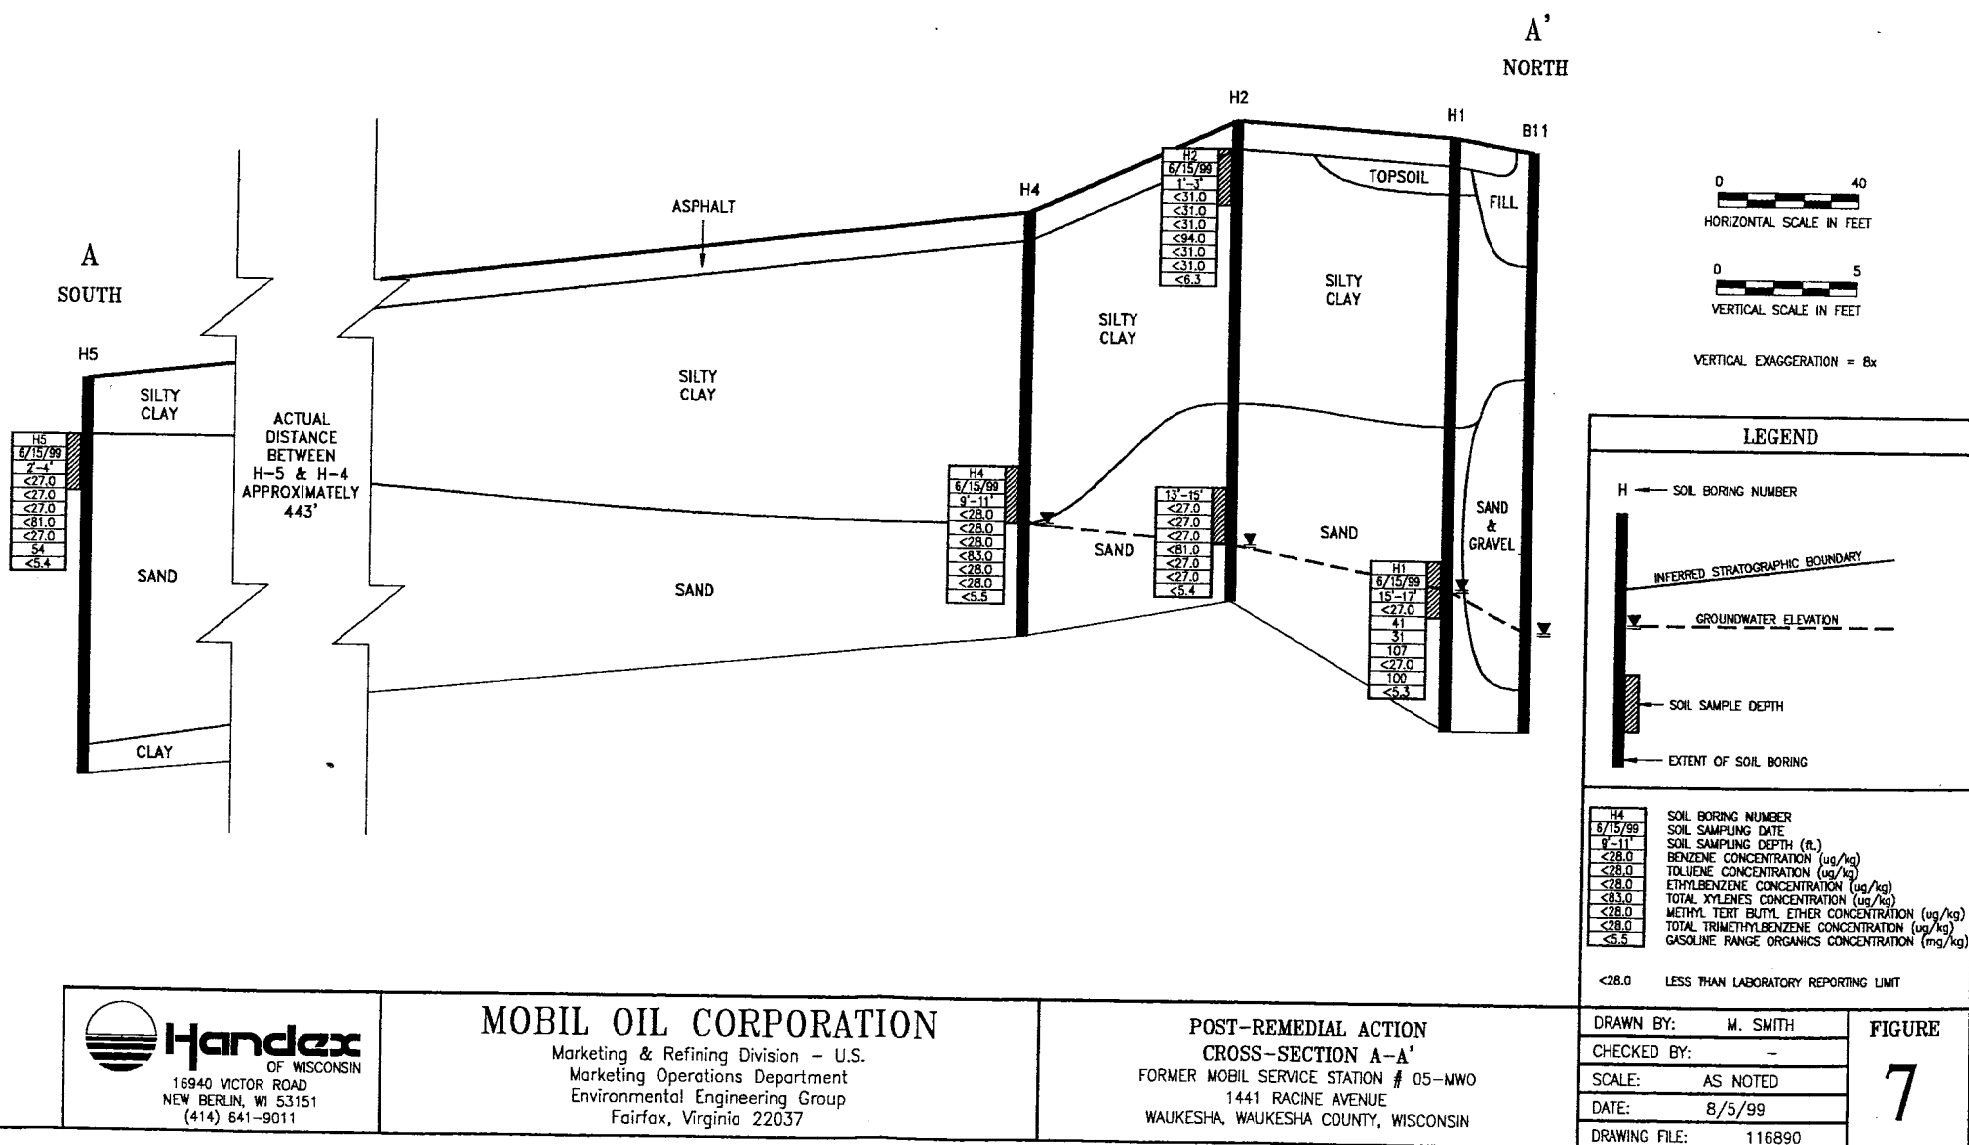 A'
NORTH
H2
H1
B11
H4
ASPHALT
A
SOUTH
H5
H2
6/15/99
1'-3'
<31.0
<31.0
<31.0
<94.0
<31.0
<31.0
<6.3
TOPSOIL
FILL
SILTY
CLAY
SILTY
CLAY
SILTY
CLAY
SILTY
CLAY
ACTUAL
DISTANCE
BETWEEN
H-5 & H-4
APPROXIMATELY
443'
H5
6/15/99
2'-4'
<27.0
<27.0
<27.0
<81.0
<27.0
54
<5.4
SAND
CLAY
SAND
H4
6/15/99
9'-11'
<28.0
<28.0
<28.0
<83.0
<28.0
<28.0
<5.5
SAND
13'-15'
<27.0
<27.0
<27.0
<81.0
<27.0
<27.0
<5.4
SAND
H1
6/15/99
15'-17'
<27.0
41
31
107
<27.0
100
<5.3
SAND
&
GRAVEL
0 40
HORIZONTAL SCALE IN FEET
0 5
VERTICAL SCALE IN FEET
VERTICAL EXAGGERATION = 8x
LEGEND
H SOIL BORING NUMBER
INFERRED STRATOGRAPHIC BOUNDARY
GROUNDWATER ELEVATION
SOIL SAMPLE DEPTH
EXTENT OF SOIL BORING
H4 SOIL BORING NUMBER
6/15/99 SOIL SAMPLING DATE
9'-11' SOIL SAMPLING DEPTH (ft.)
<28.0 BENZENE CONCENTRATION (ug/kg)
<28.0 TOLUENE CONCENTRATION (ug/kg)
<28.0 ETHYLBENZENE CONCENTRATION (ug/kg)
<83.0 TOTAL XYLENES CONCENTRATION (ug/kg)
<28.0 METHYL TERT BUTYL ETHER CONCENTRATION (ug/kg)
<28.0 TOTAL TRIMETHYLBENZENE CONCENTRATION (ug/kg)
<5.5 GASOLINE RANGE ORGANICS CONCENTRATION (mg/kg)
<28.0 LESS THAN LABORATORY REPORTING LIMIT
Handex
OF WISCONSIN
16940 VICTOR ROAD
NEW BERLIN, WI 53151
(414) 641-9011
MOBIL OIL CORPORATION
Marketing & Refining Division - U.S.
Marketing Operations Department
Environmental Engineering Group
Fairfax, Virginia 22037
POST-REMEDIAL ACTION
CROSS-SECTION A-A'
FORMER MOBIL SERVICE STATION # 05-MWO
1441 RACINE AVENUE
WAUKESHA, WAUKESHA COUNTY, WISCONSIN
DRAWN BY: M. SMITH
CHECKED BY: -
SCALE: AS NOTED
DATE: 8/5/99
DRAWING FILE: 116890
FIGURE
7